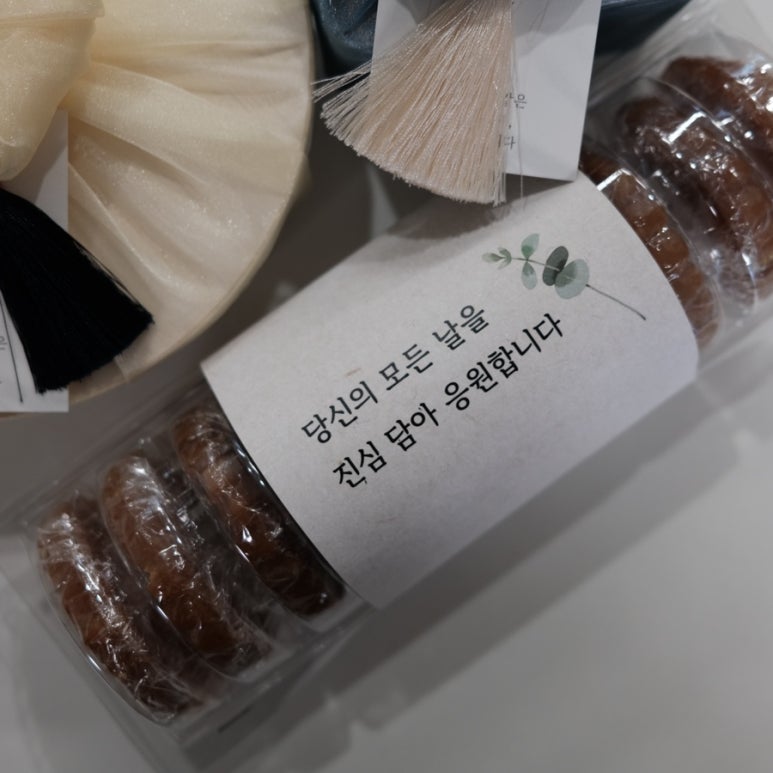 당신의 모든 날을
진심 담아 응원합니다